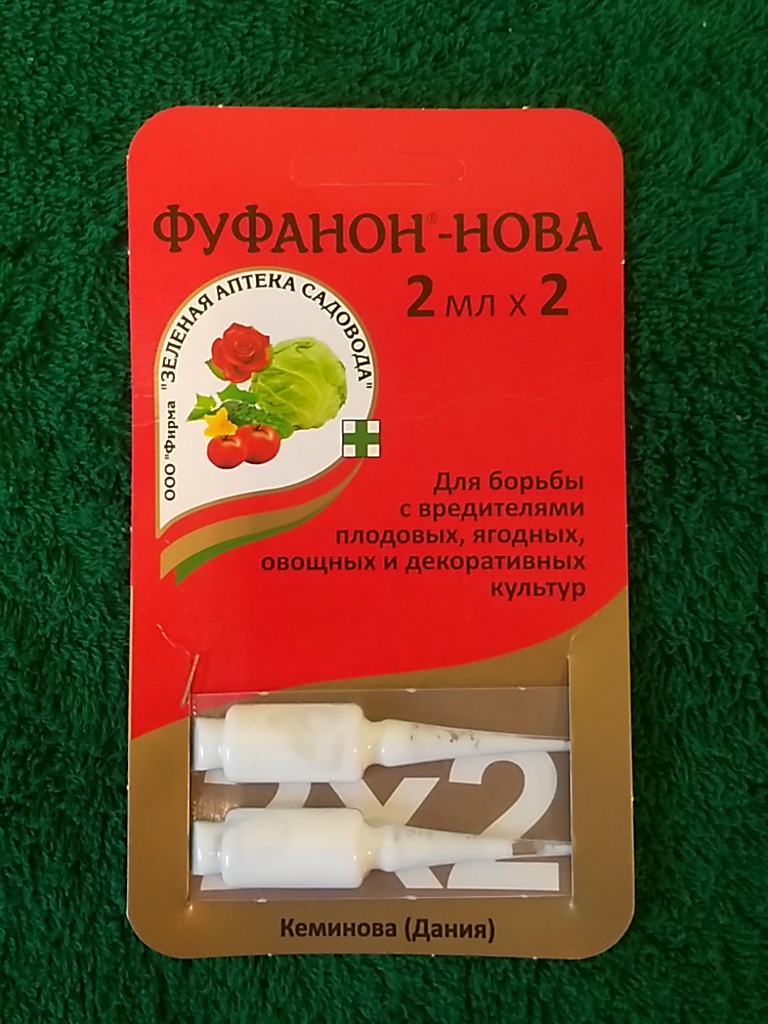 ФУФАНОН®-НОВА
2 мл х 2
ООО "Фирма "ЗЕЛЕНАЯ АПТЕКА САДОВОДА"
Для борьбы
с вредителями
плодовых, ягодных,
овощных и декоративных
культур
2х2
Кеминова (Дания)